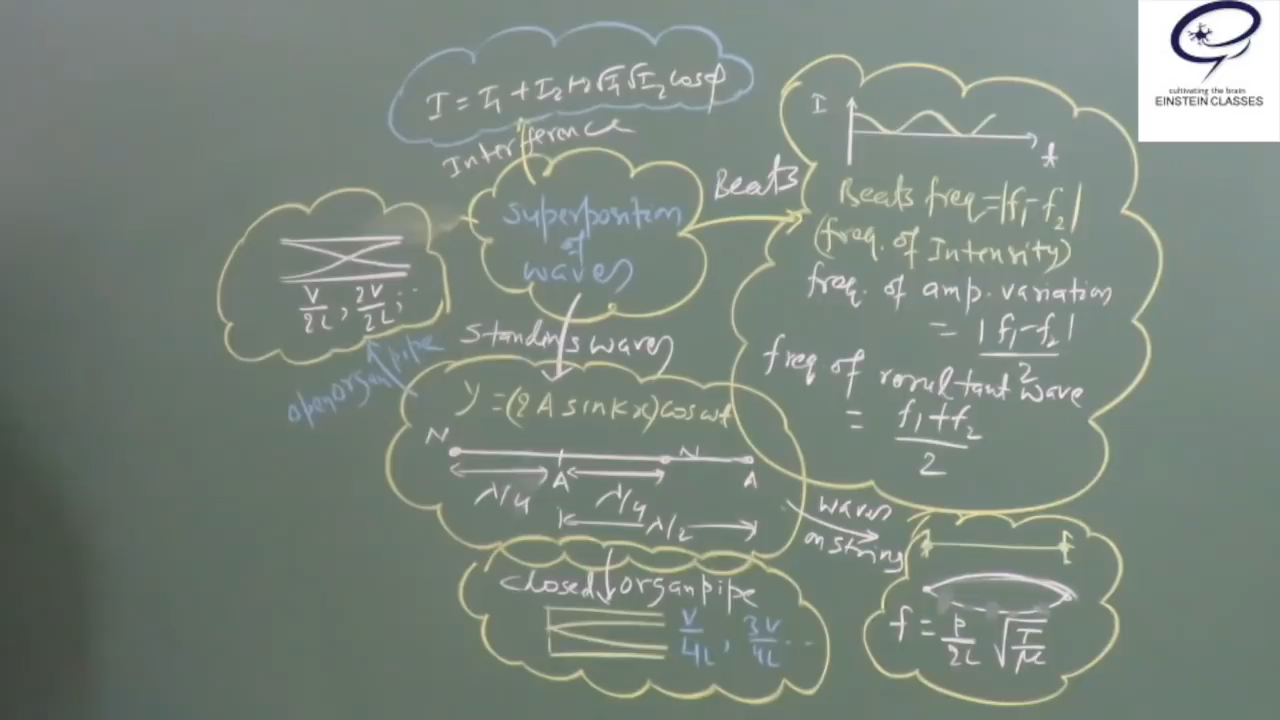 I = I₁ + I₂ + 2√I₁√I₂ cosφ
Interference
cultivating the brain
EINSTEIN CLASSES
superposition
of
waves
Beats
I
t
Beats freq = |f₁-f₂|
(freq. of Intensity)
freq. of amp. variation
= |f₁-f₂|
2
freq of resultant wave
= f₁+f₂
2
V/2L, 2V/2L, ..
open organ pipe
Standing waves
y = (2A sin kx) cos ωt
N N
A A
λ/4 λ/4
λ/2
waves
on string
closed organ pipe
V/4L, 3V/4L ...
f = P/2L √T/μ